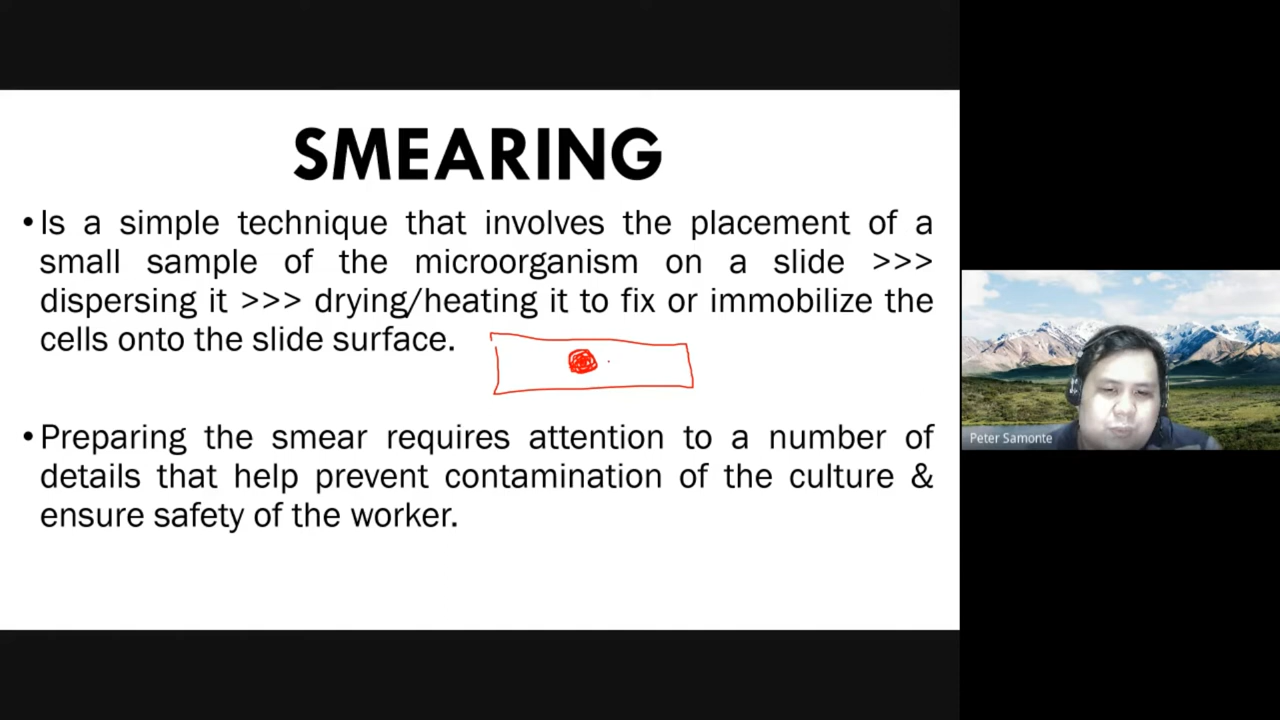 SMEARING
•Is a simple technique that involves the placement of a
small sample of the microorganism on a slide >>>
dispersing it >>> drying/heating it to fix or immobilize the
cells onto the slide surface.
•Preparing the smear requires attention to a number of
details that help prevent contamination of the culture &
ensure safety of the worker.
Peter Samonte